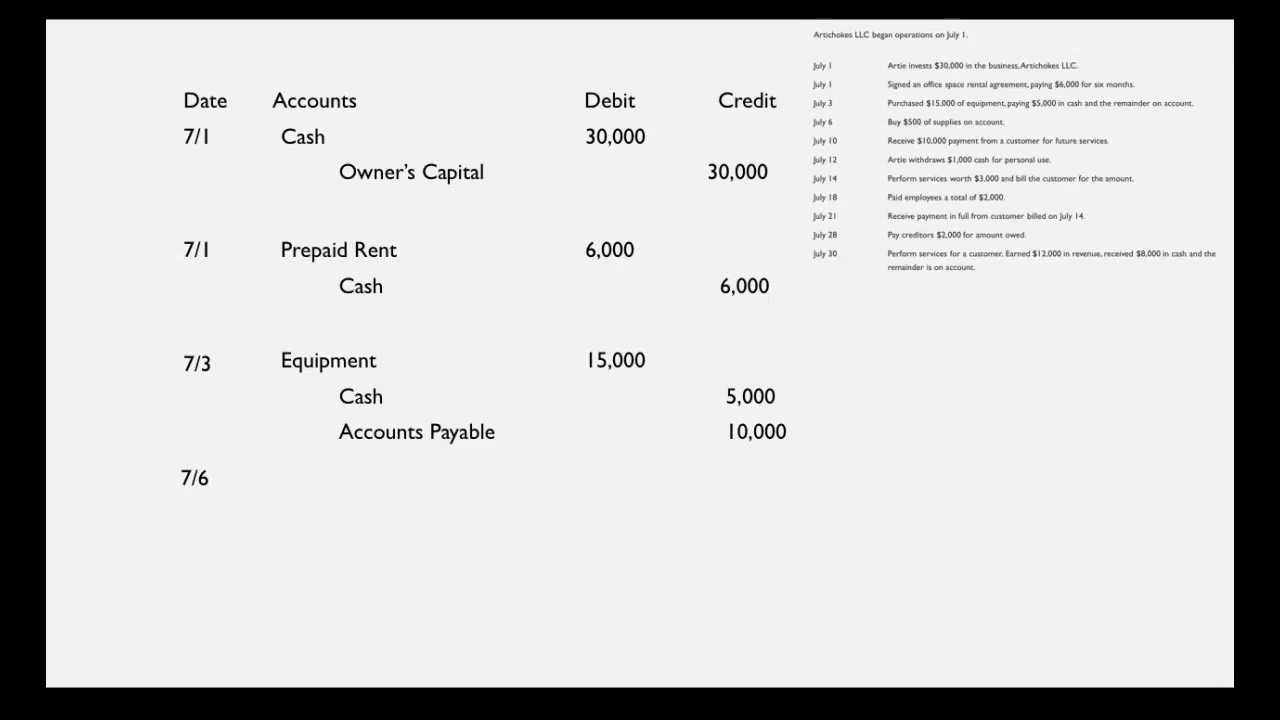 Artichokes LLC began operations on July 1.
July 1 Artie invests $30,000 in the business, Artichokes LLC.
July 1 Signed an office space rental agreement, paying $6,000 for six months.
July 3 Purchased $15,000 of equipment, paying $5,000 in cash and the remainder on account.
July 6 Buy $500 of supplies on account.
July 10 Receive $10,000 payment from a customer for future services.
July 12 Artie withdraws $1,000 cash for personal use.
July 14 Perform services worth $3,000 and bill the customer for the amount.
July 18 Paid employees a total of $2,000.
July 21 Receive payment in full from customer billed on July 14.
July 28 Pay creditors $2,000 for amount owed.
July 30 Perform services for a customer. Earned $12,000 in revenue, received $8,000 in cash and the
remainder is on account.
Date Accounts Debit Credit
7/1 Cash 30,000
Owner's Capital 30,000
7/1 Prepaid Rent 6,000
Cash 6,000
7/3 Equipment 15,000
Cash 5,000
Accounts Payable 10,000
7/6